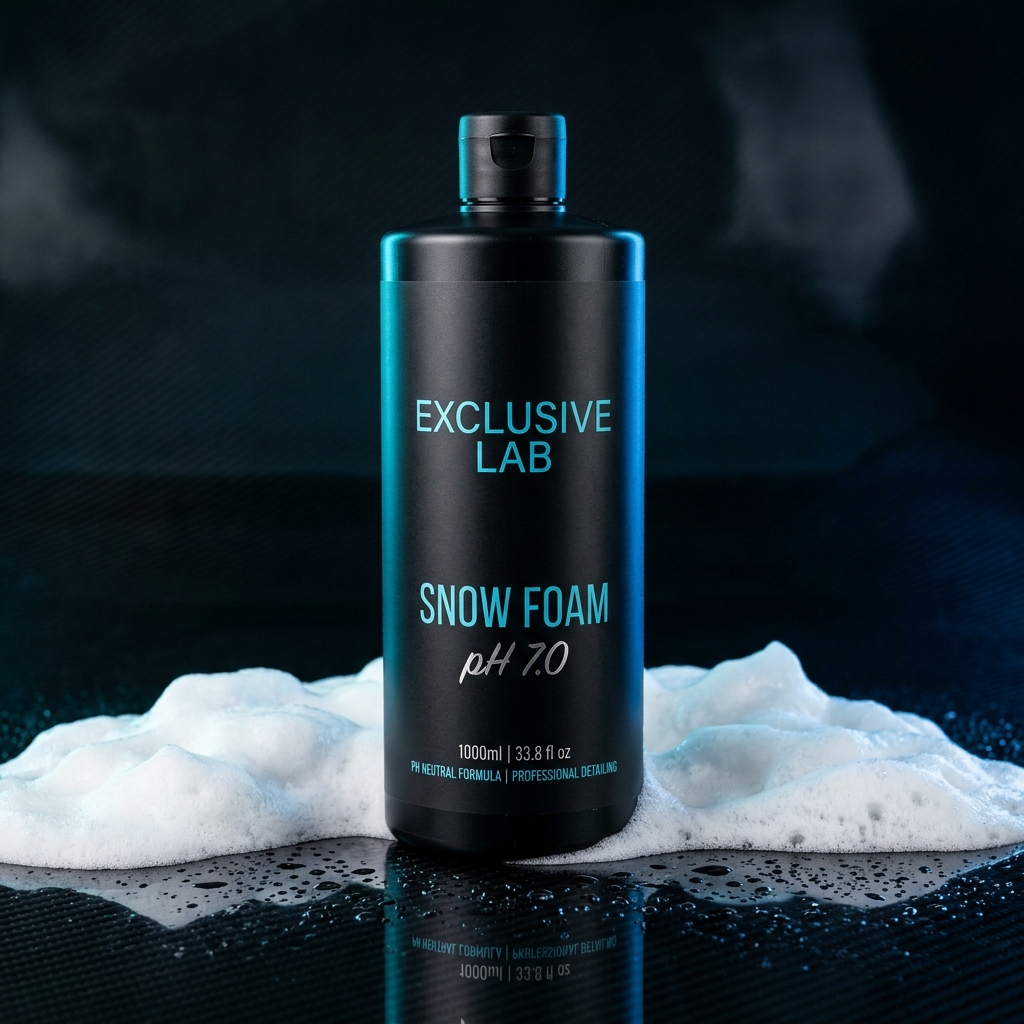 EXCLUSIVE
LAB
SNOW FOAM
pH 7.0
1000ml | 33.8 fl oz
PH NEUTRAL FORMULA | PROFESSIONAL DETAILING